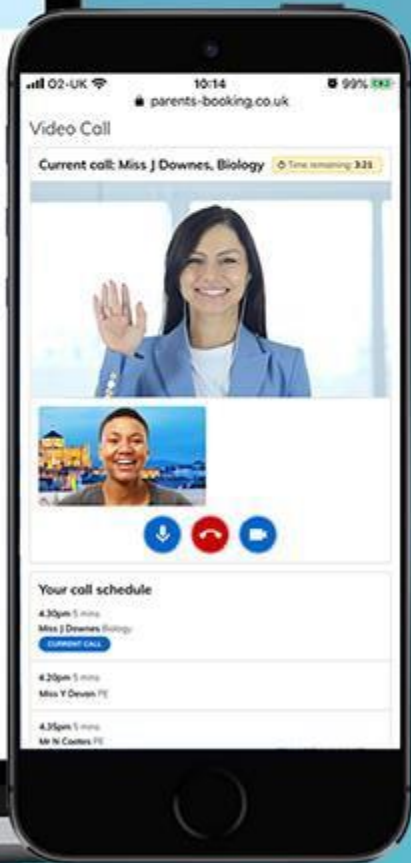 O2-UK 10:14 99%
parents-booking.co.uk
Video Call
Current call: Miss J Downes, Biology Time remaining: 3:21
Your call schedule
4.30pm 5 mins
Miss J Downes Biology
CURRENT CALL
4.20pm 5 mins
Miss Y Devon PE
4.35pm 5 mins
Mr N Coates PE